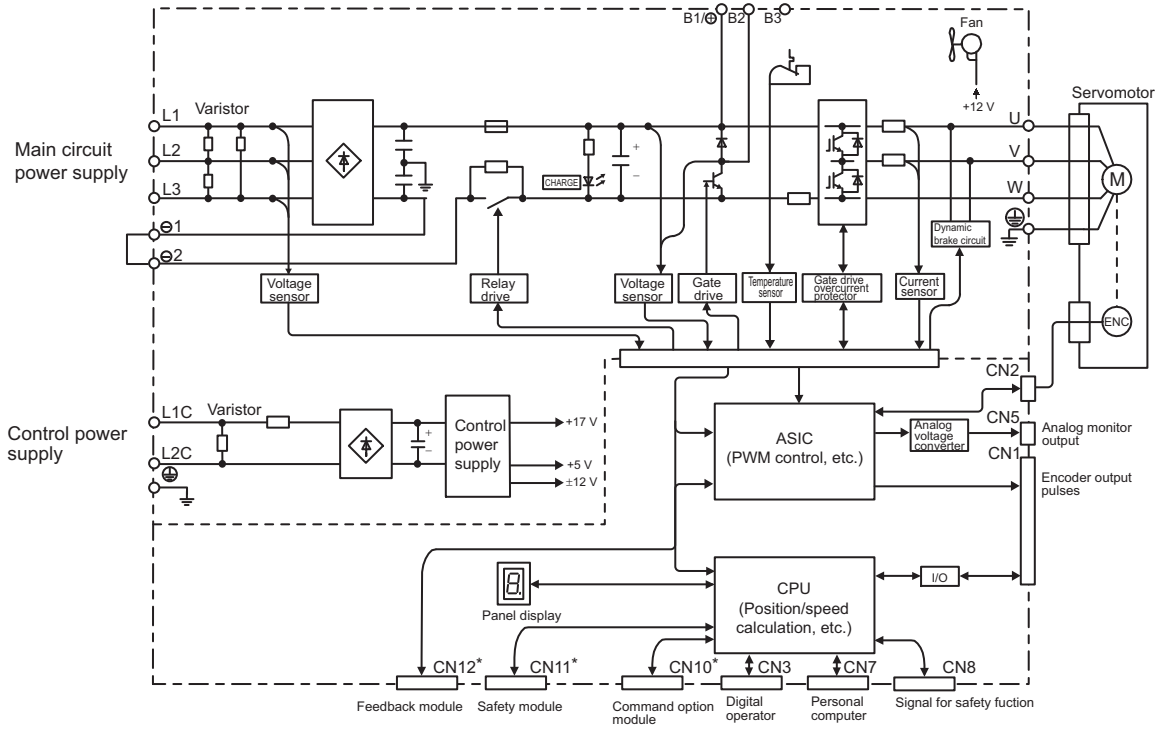 B1/⊕ B2 B3
Fan
+12 V
Servomotor
Main circuit
power supply
L1
Varistor
L2
L3
⊖1
⊖2
+
−
CHARGE
U
V
W
M
ENC
Voltage
sensor
Relay
drive
Voltage
sensor
Gate
drive
Temperature
sensor
Gate drive
overcurrent
protector
Current
sensor
Dynamic
brake circuit
Control power
supply
L1C
Varistor
L2C
+
−
Control
power
supply
+17 V
+5 V
±12 V
ASIC
(PWM control, etc.)
Analog
voltage
converter
CN2
CN5
Analog monitor
output
CN1
Encoder output
pulses
8.
Panel display
CPU
(Position/speed
calculation, etc.)
I/O
CN12*
CN11*
CN10*
CN3
CN7
CN8
Feedback module
Safety module
Command option
module
Digital
operator
Personal
computer
Signal for safety fuction